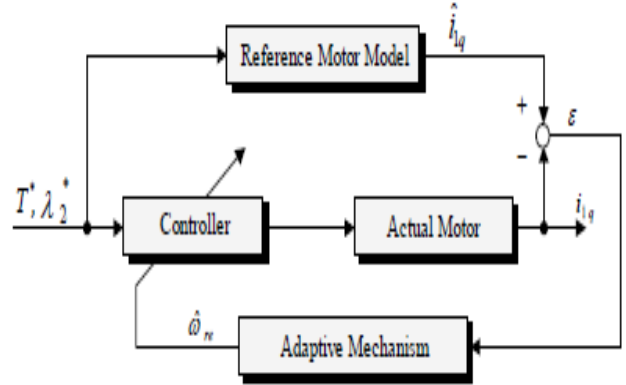 î₁q
Reference Motor Model
+
ε
−
T*, λ₂*
Controller
Actual Motor
i₁q
ω̂re
Adaptive Mechanism